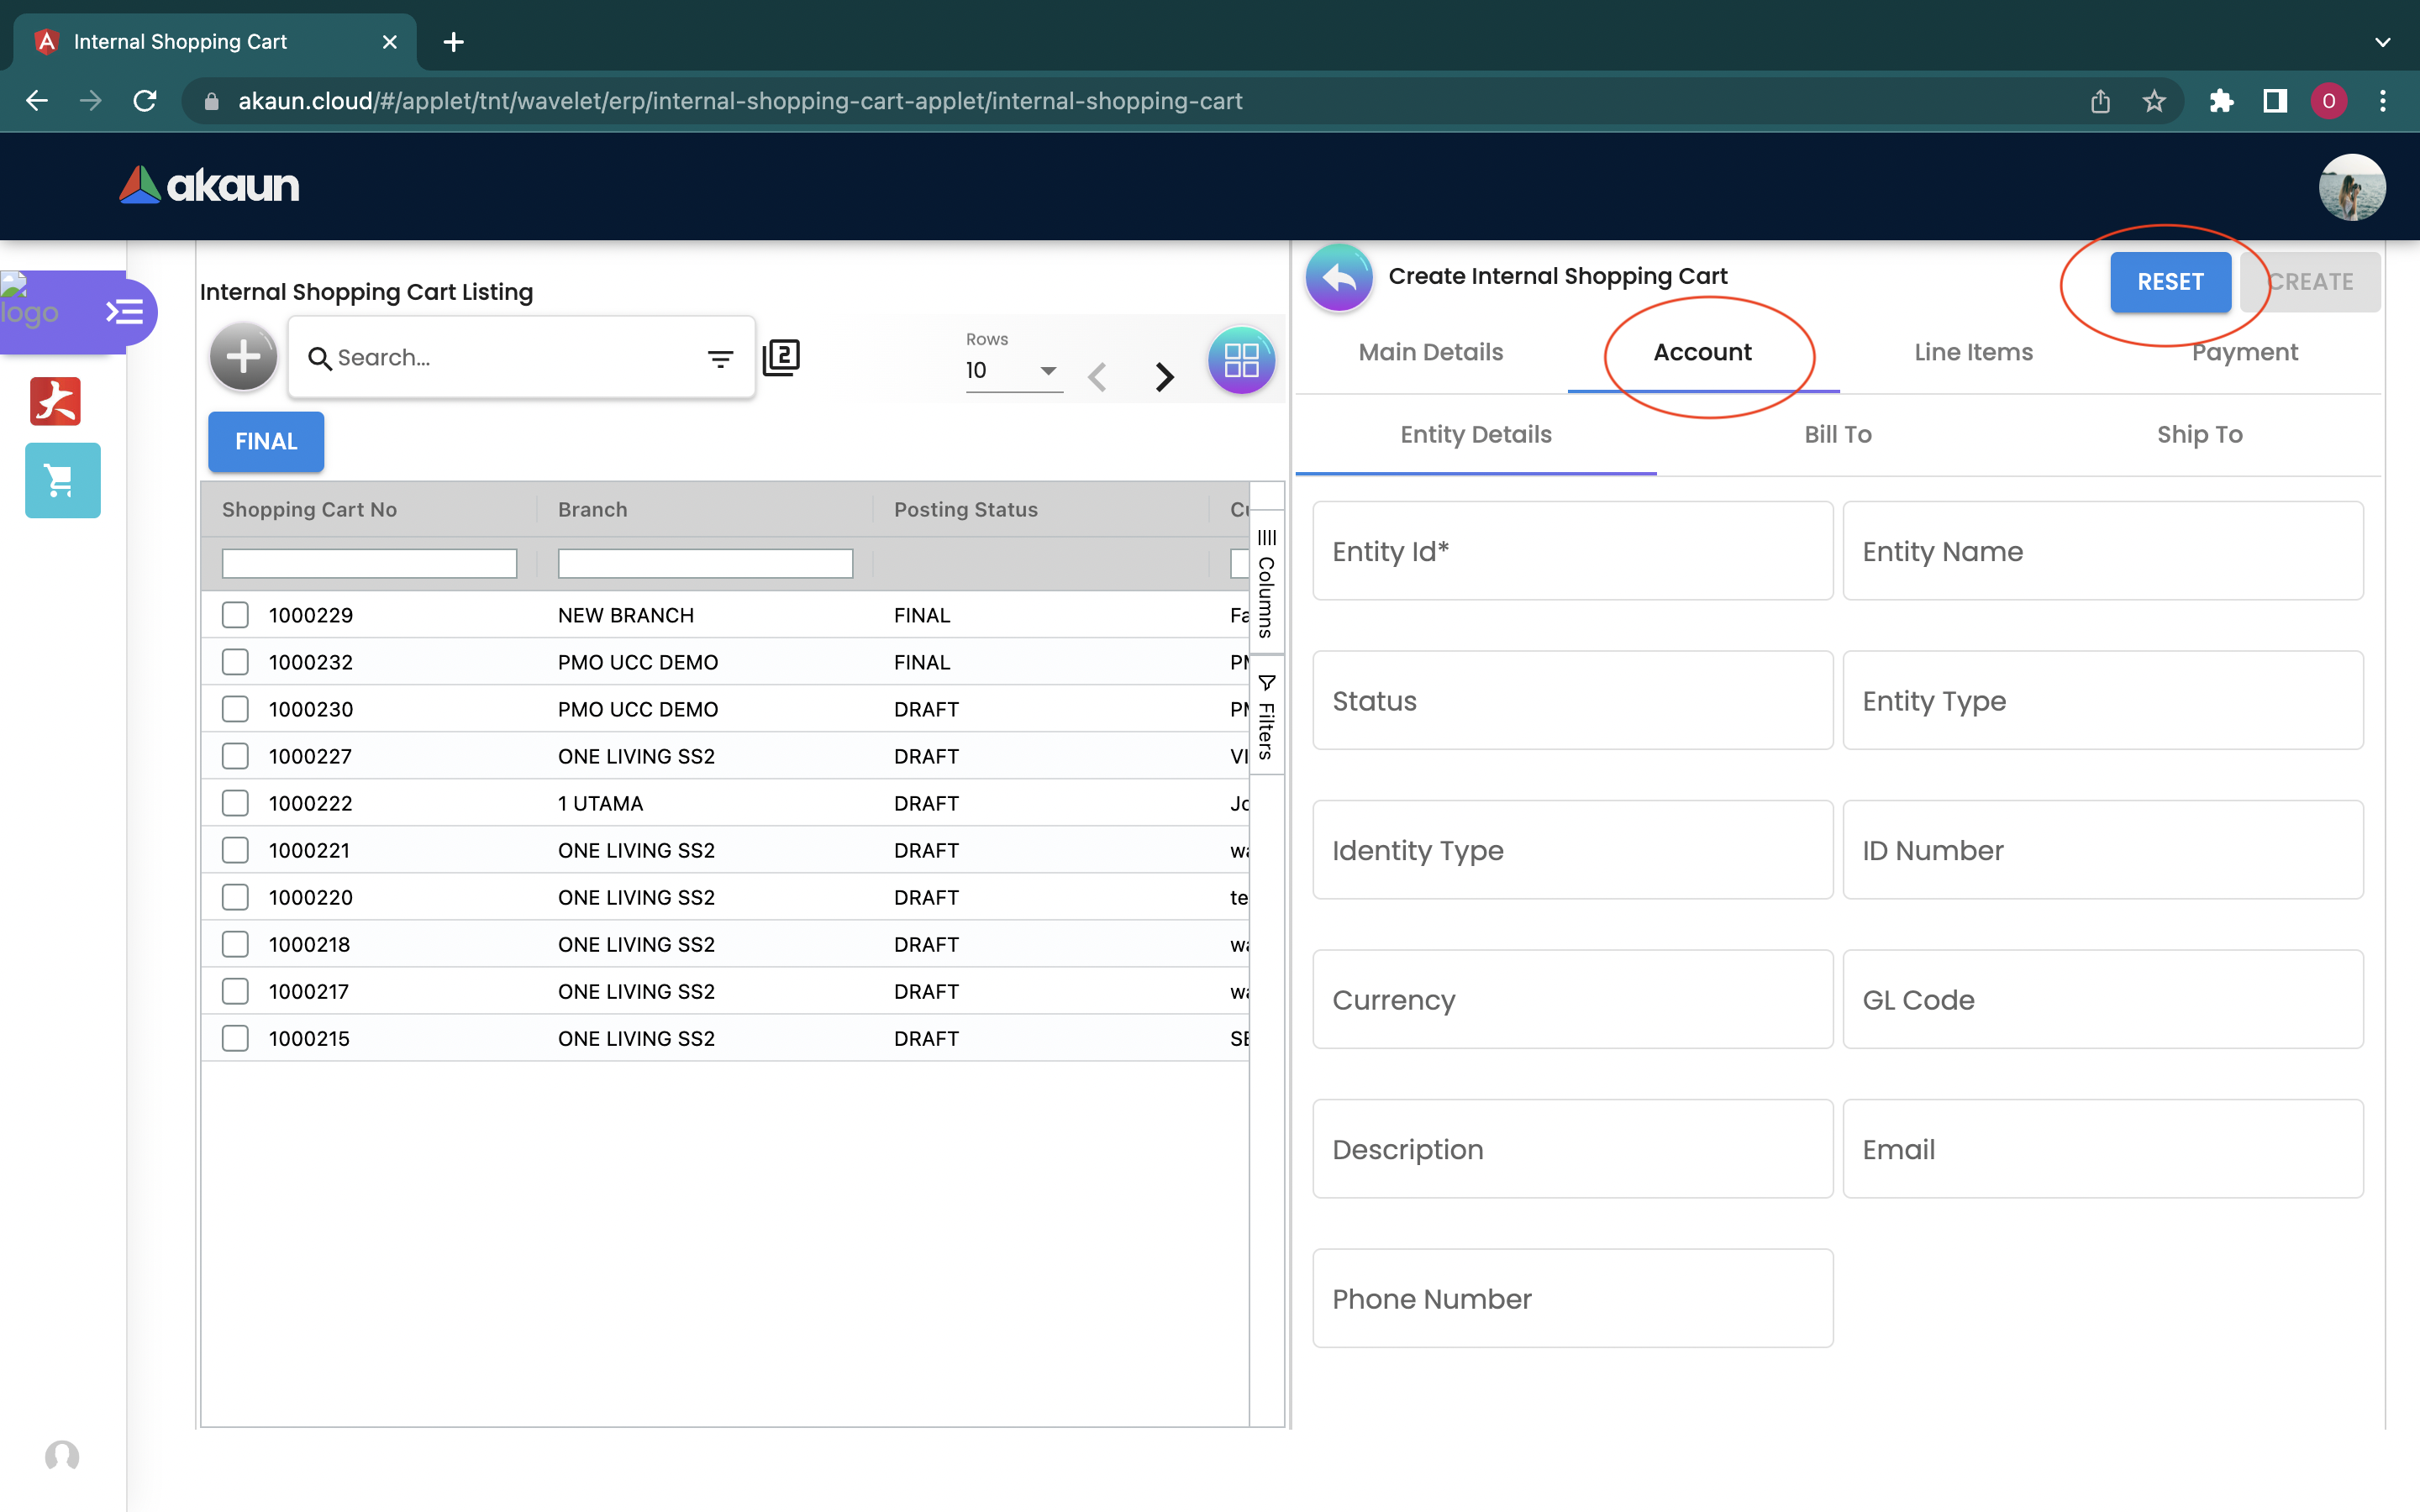 Internal Shopping Cart
akaun.cloud/#/applet/tnt/wavelet/erp/internal-shopping-cart-applet/internal-shopping-cart
O
akaun
logo
Internal Shopping Cart Listing
Search...
2
Rows
10
FINAL
Shopping Cart No Branch Posting Status Cu
1000229 NEW BRANCH FINAL Fa
1000232 PMO UCC DEMO FINAL PM
1000230 PMO UCC DEMO DRAFT PM
1000227 ONE LIVING SS2 DRAFT VI
1000222 1 UTAMA DRAFT Jo
1000221 ONE LIVING SS2 DRAFT wa
1000220 ONE LIVING SS2 DRAFT te
1000218 ONE LIVING SS2 DRAFT wa
1000217 ONE LIVING SS2 DRAFT wa
1000215 ONE LIVING SS2 DRAFT SE
Columns
Filters
Create Internal Shopping Cart
RESET
CREATE
Main Details Account Line Items Payment
Entity Details Bill To Ship To
Entity Id* Entity Name
Status Entity Type
Identity Type ID Number
Currency GL Code
Description Email
Phone Number